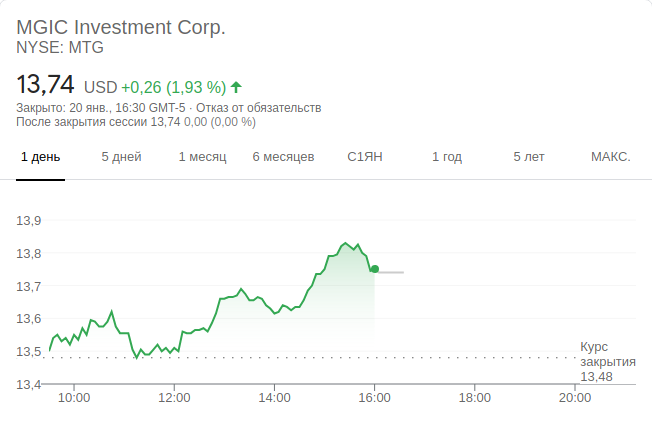 MGIC Investment Corp.
NYSE: MTG
13,74 USD +0,26 (1,93 %)
Закрыто: 20 янв., 16:30 GMT-5 · Отказ от обязательств
После закрытия сессии 13,74 0,00 (0,00 %)
1 день 5 дней 1 месяц 6 месяцев С1ЯН 1 год 5 лет МАКС.
13,9
13,8
13,7
13,6
13,5
13,4
Курс
закрытия
13,48
10:00 12:00 14:00 16:00 18:00 20:00